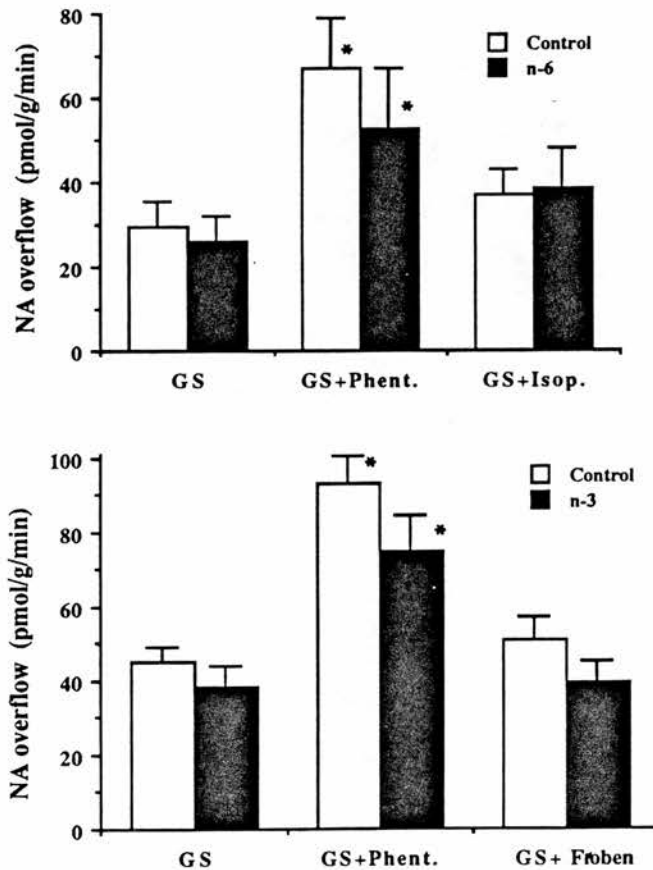 80
Control
n-6
60
40
20
0
NA overflow (pmol/g/min)
*
*
GS
GS+Phent.
GS+Isop.
100
Control
n-3
80
60
40
20
0
NA overflow (pmol/g/min)
*
*
GS
GS+Phent.
GS+ Froben